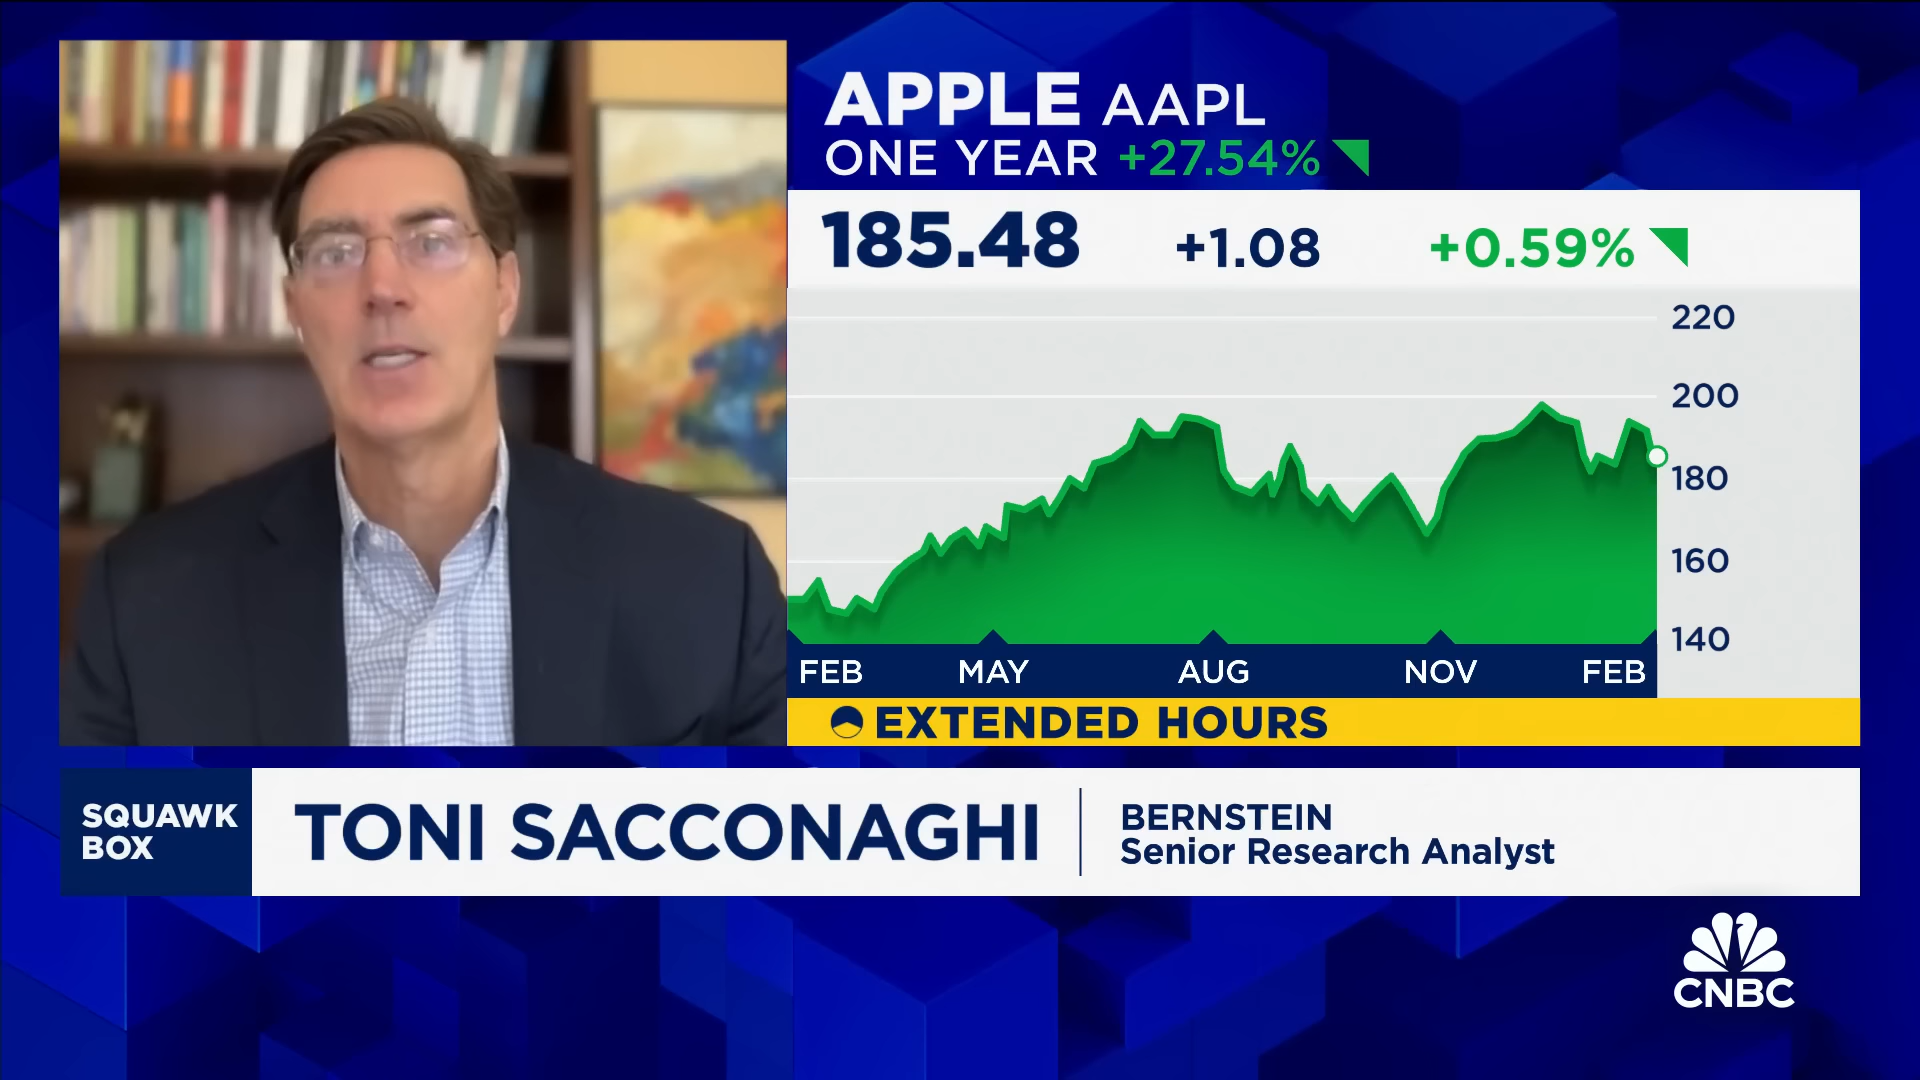 APPLE AAPL
ONE YEAR +27.54%
185.48 +1.08 +0.59%
220
200
180
160
140
FEB MAY AUG NOV FEB
EXTENDED HOURS
SQUAWK
BOX
TONI SACCONAGHI
BERNSTEIN
Senior Research Analyst
CNBC